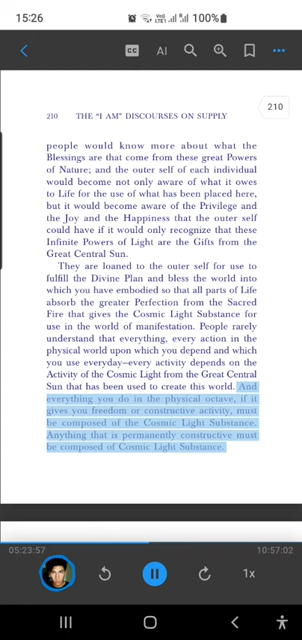 15:26
100%
CC
AI
210
210 THE “I AM” DISCOURSES ON SUPPLY
people would know more about what the
Blessings are that come from these great Powers
of Nature; and the outer self of each individual
would become not only aware of what it owes
to Life for the use of what has been placed here,
but it would become aware of the Privilege and
the Joy and the Happiness that the outer self
could have if it would only recognize that these
Infinite Powers of Light are the Gifts from the
Great Central Sun.
They are loaned to the outer self for use to
fulfill the Divine Plan and bless the world into
which you have embodied so that all parts of Life
absorb the greater Perfection from the Sacred
Fire that gives the Cosmic Light Substance for
use in the world of manifestation. People rarely
understand that everything, every action in the
physical world upon which you depend and which
you use everyday—every activity depends on the
Activity of the Cosmic Light from the Great Central
Sun that has been used to create this world. And
everything you do in the physical octave, if it
gives you freedom or constructive activity, must
be composed of the Cosmic Light Substance.
Anything that is permanently constructive must
be composed of Cosmic Light Substance.
05:23:57
10:57:02
1x